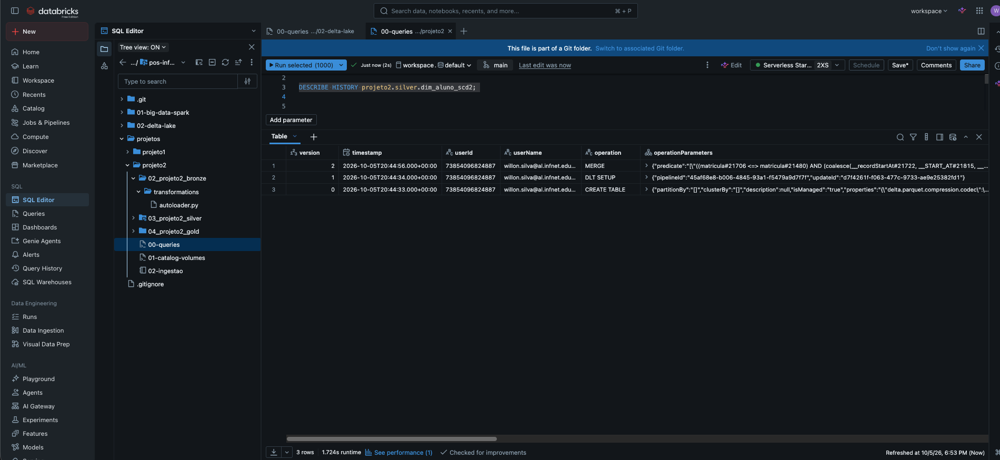 databricks
Free Edition
Search data, notebooks, recents, and more...
⌘ + P
workspace
W
New
Home
Learn
Workspace
Recents
Catalog
Jobs & Pipelines
Compute
Discover
Marketplace
SQL
SQL Editor
Queries
Dashboards
Genie Agents
Alerts
Query History
SQL Warehouses
Data Engineering
Runs
Data Ingestion
Visual Data Prep
AI/ML
Playground
Agents
AI Gateway
Experiments
Features
Models
SQL Editor
Tree view: ON
.../ pos-inf...
Type to search
.git
01-big-data-spark
02-delta-lake
projetos
projeto1
projeto2
02_projeto2_bronze
transformations
autoloader.py
03_projeto2_silver
04_projeto2_gold
00-queries
01-catalog-volumes
02-ingestao
.gitignore
00-queries .../02-delta-lake
00-queries .../projeto2
This file is part of a Git folder. Switch to associated Git folder.
Don't show again
Run selected (1000)
Just now (2s)
workspace. default
main
Last edit was now
Edit
Serverless Star... 2XS
Schedule
Save*
Comments
Share
2
3 DESCRIBE HISTORY projeto2.silver.dim_aluno_scd2;
4
5
Add parameter
Table
version timestamp userId userName operation operationParameters
1 2 2026-10-05T20:44:56.000+00:00 73854096824887 willon.silva@al.infnet.edu... MERGE {"predicate":"[\"((matricula#21706 <=> matricula#21480) AND (coalesce(__recordStartAt#21722, __START_AT#21815, __...
2 1 2026-10-05T20:44:34.000+00:00 73854096824887 willon.silva@al.infnet.edu... DLT SETUP {"pipelineId":"45af68e8-b006-4845-93a1-f5479a9d7f7f","updateId":"d7f4261f-f063-477c-9733-ae9e25382fd1"}
3 0 2026-10-05T20:44:33.000+00:00 73854096824887 willon.silva@al.infnet.edu... CREATE TABLE {"partitionBy":"[]","clusterBy":"[]","description":null,"isManaged":"true","properties":"{\"delta.parquet.compression.codec\":\...
3 rows
1.724s runtime
See performance (1)
Checked for improvements
Refreshed at 10/5/26, 6:53 PM (Now)